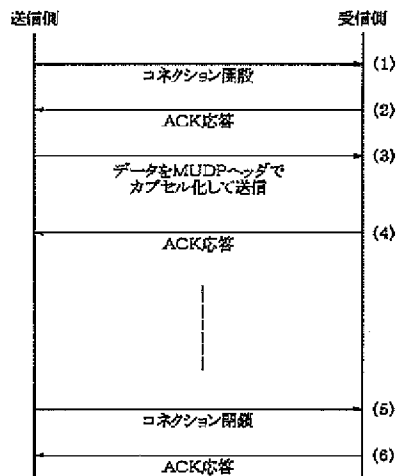 送信側
受信側
(1)
コネクション開設
(2)
ACK応答
(3)
データをMUDPヘッダで
カプセル化して送信
(4)
ACK応答
(5)
コネクション閉鎖
(6)
ACK応答